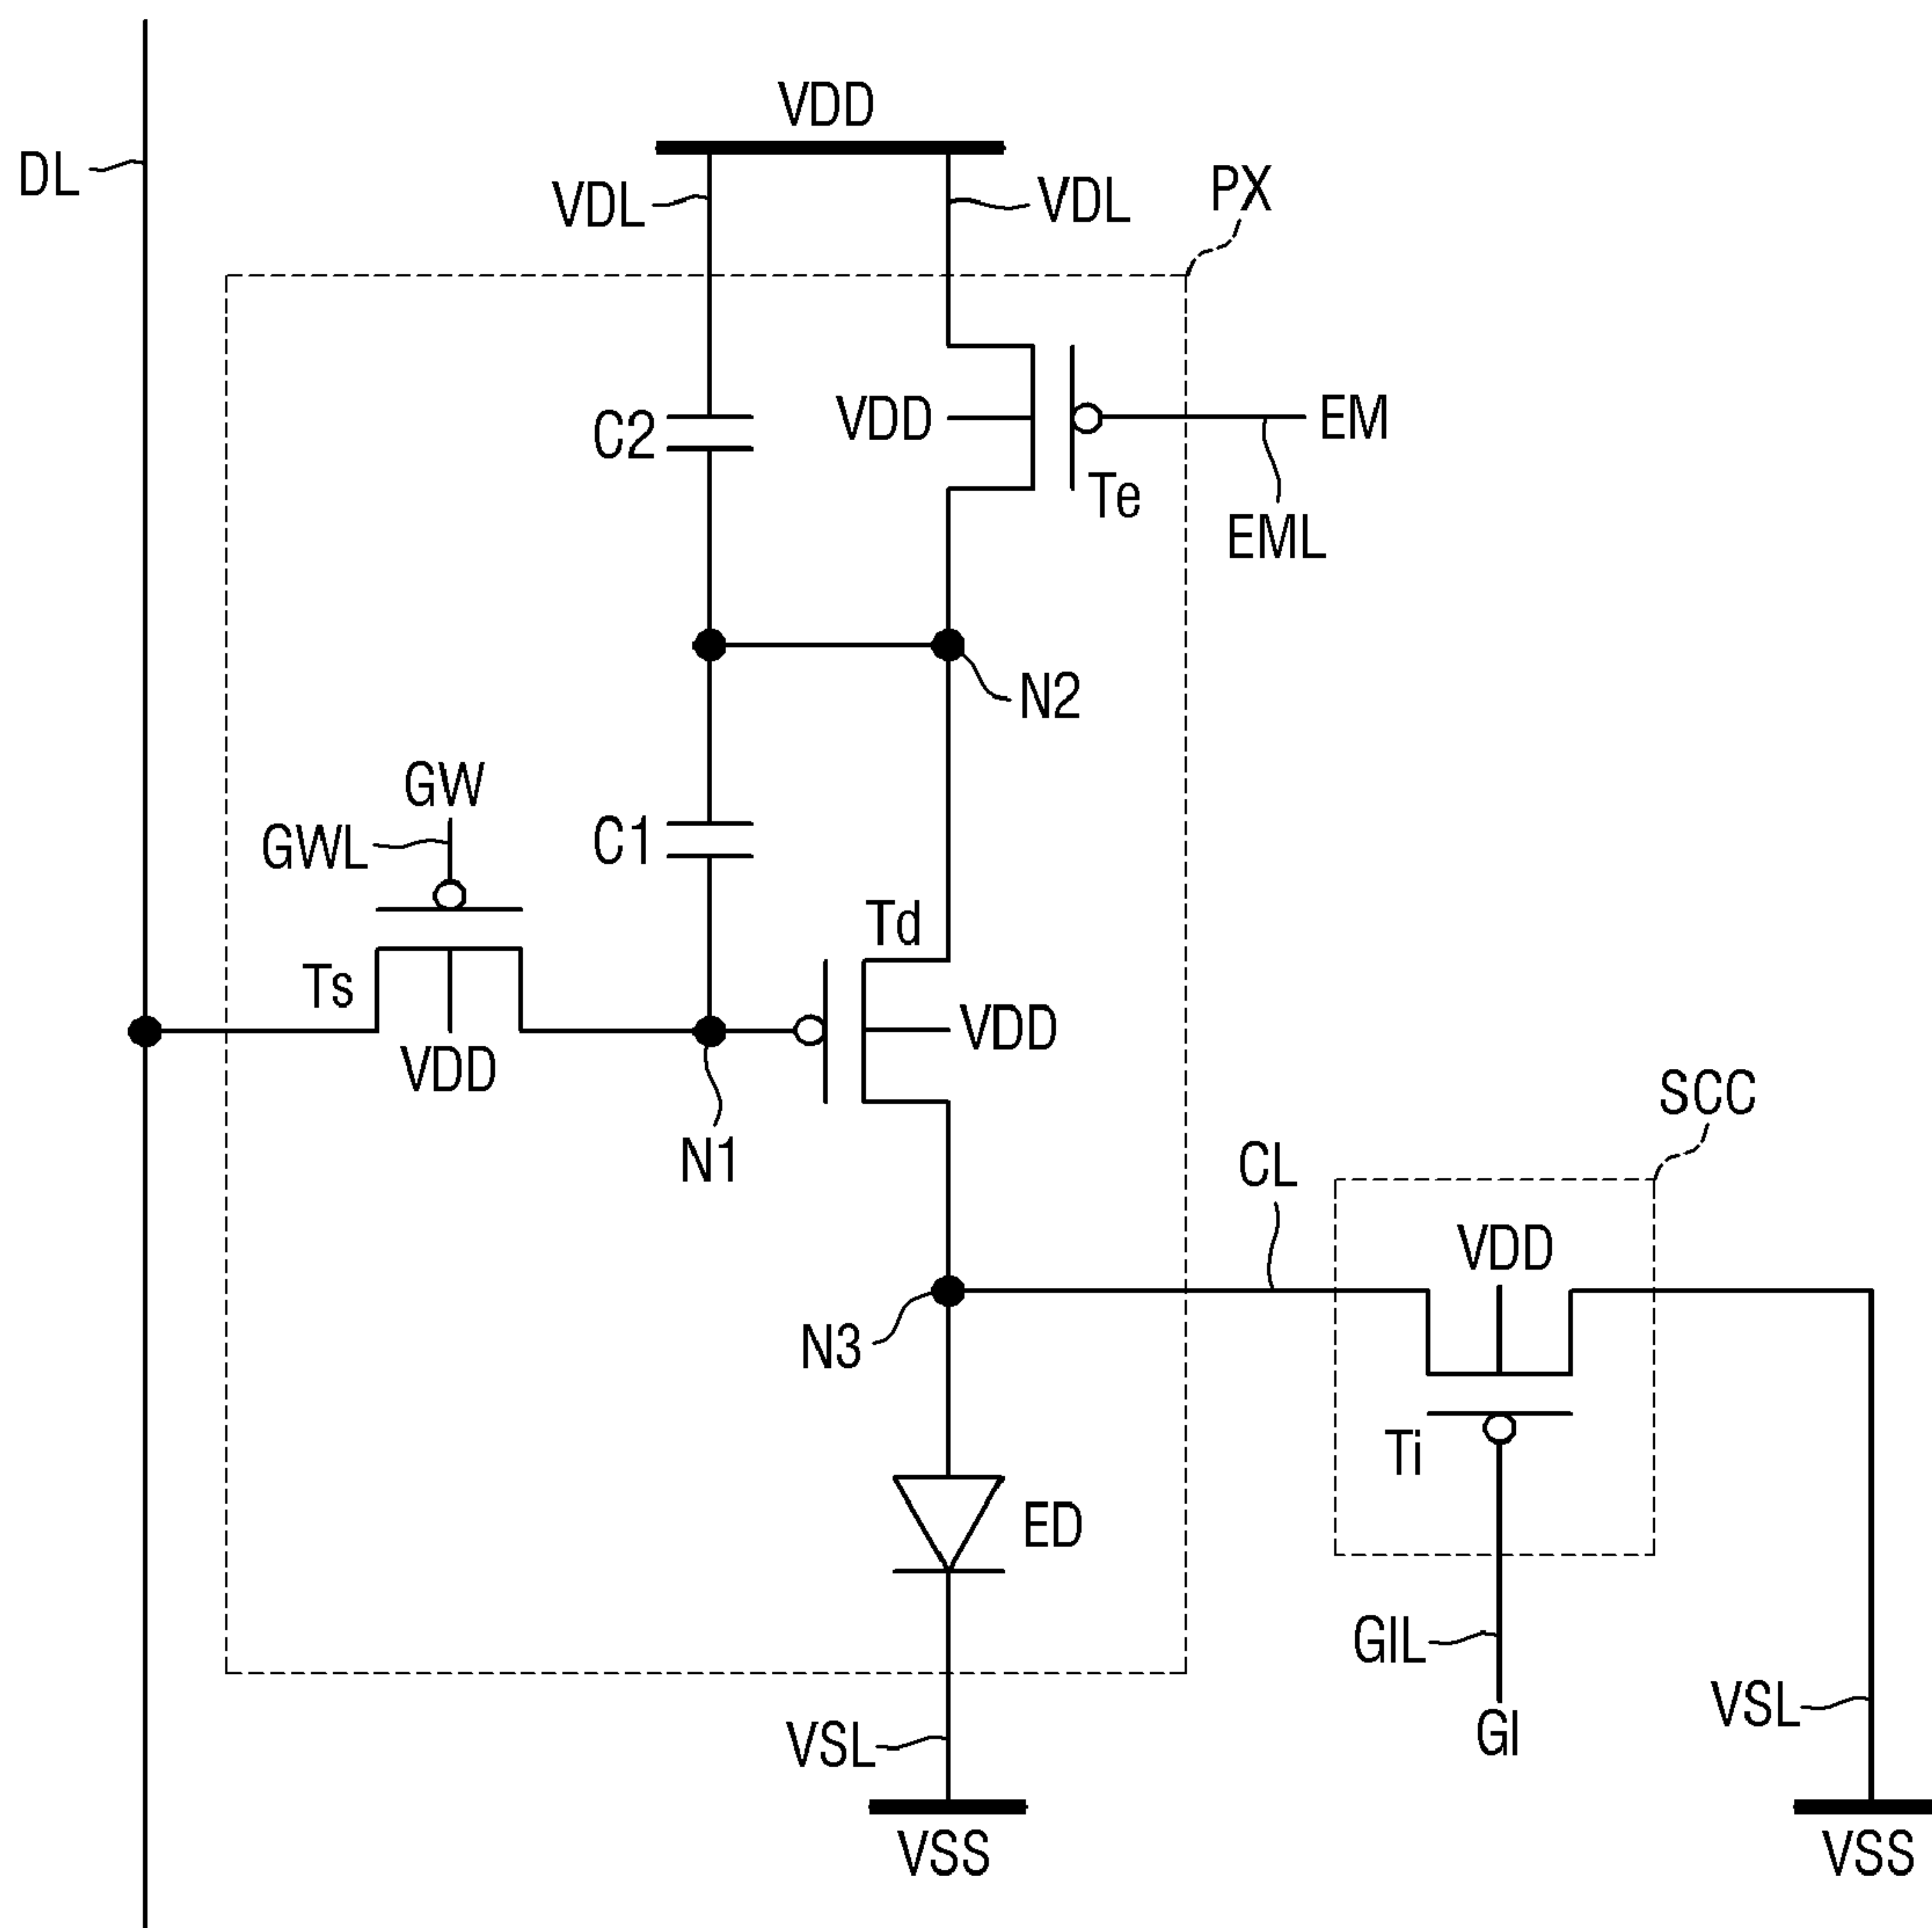 VDD
DL
VDL
VDL
PX
C2
VDD
EM
Te
EML
N2
GW
GWL
C1
Td
Ts
VDD
VDD
N1
SCC
CL
VDD
N3
Ti
ED
GIL
GI
VSL
VSL
VSS
VSS